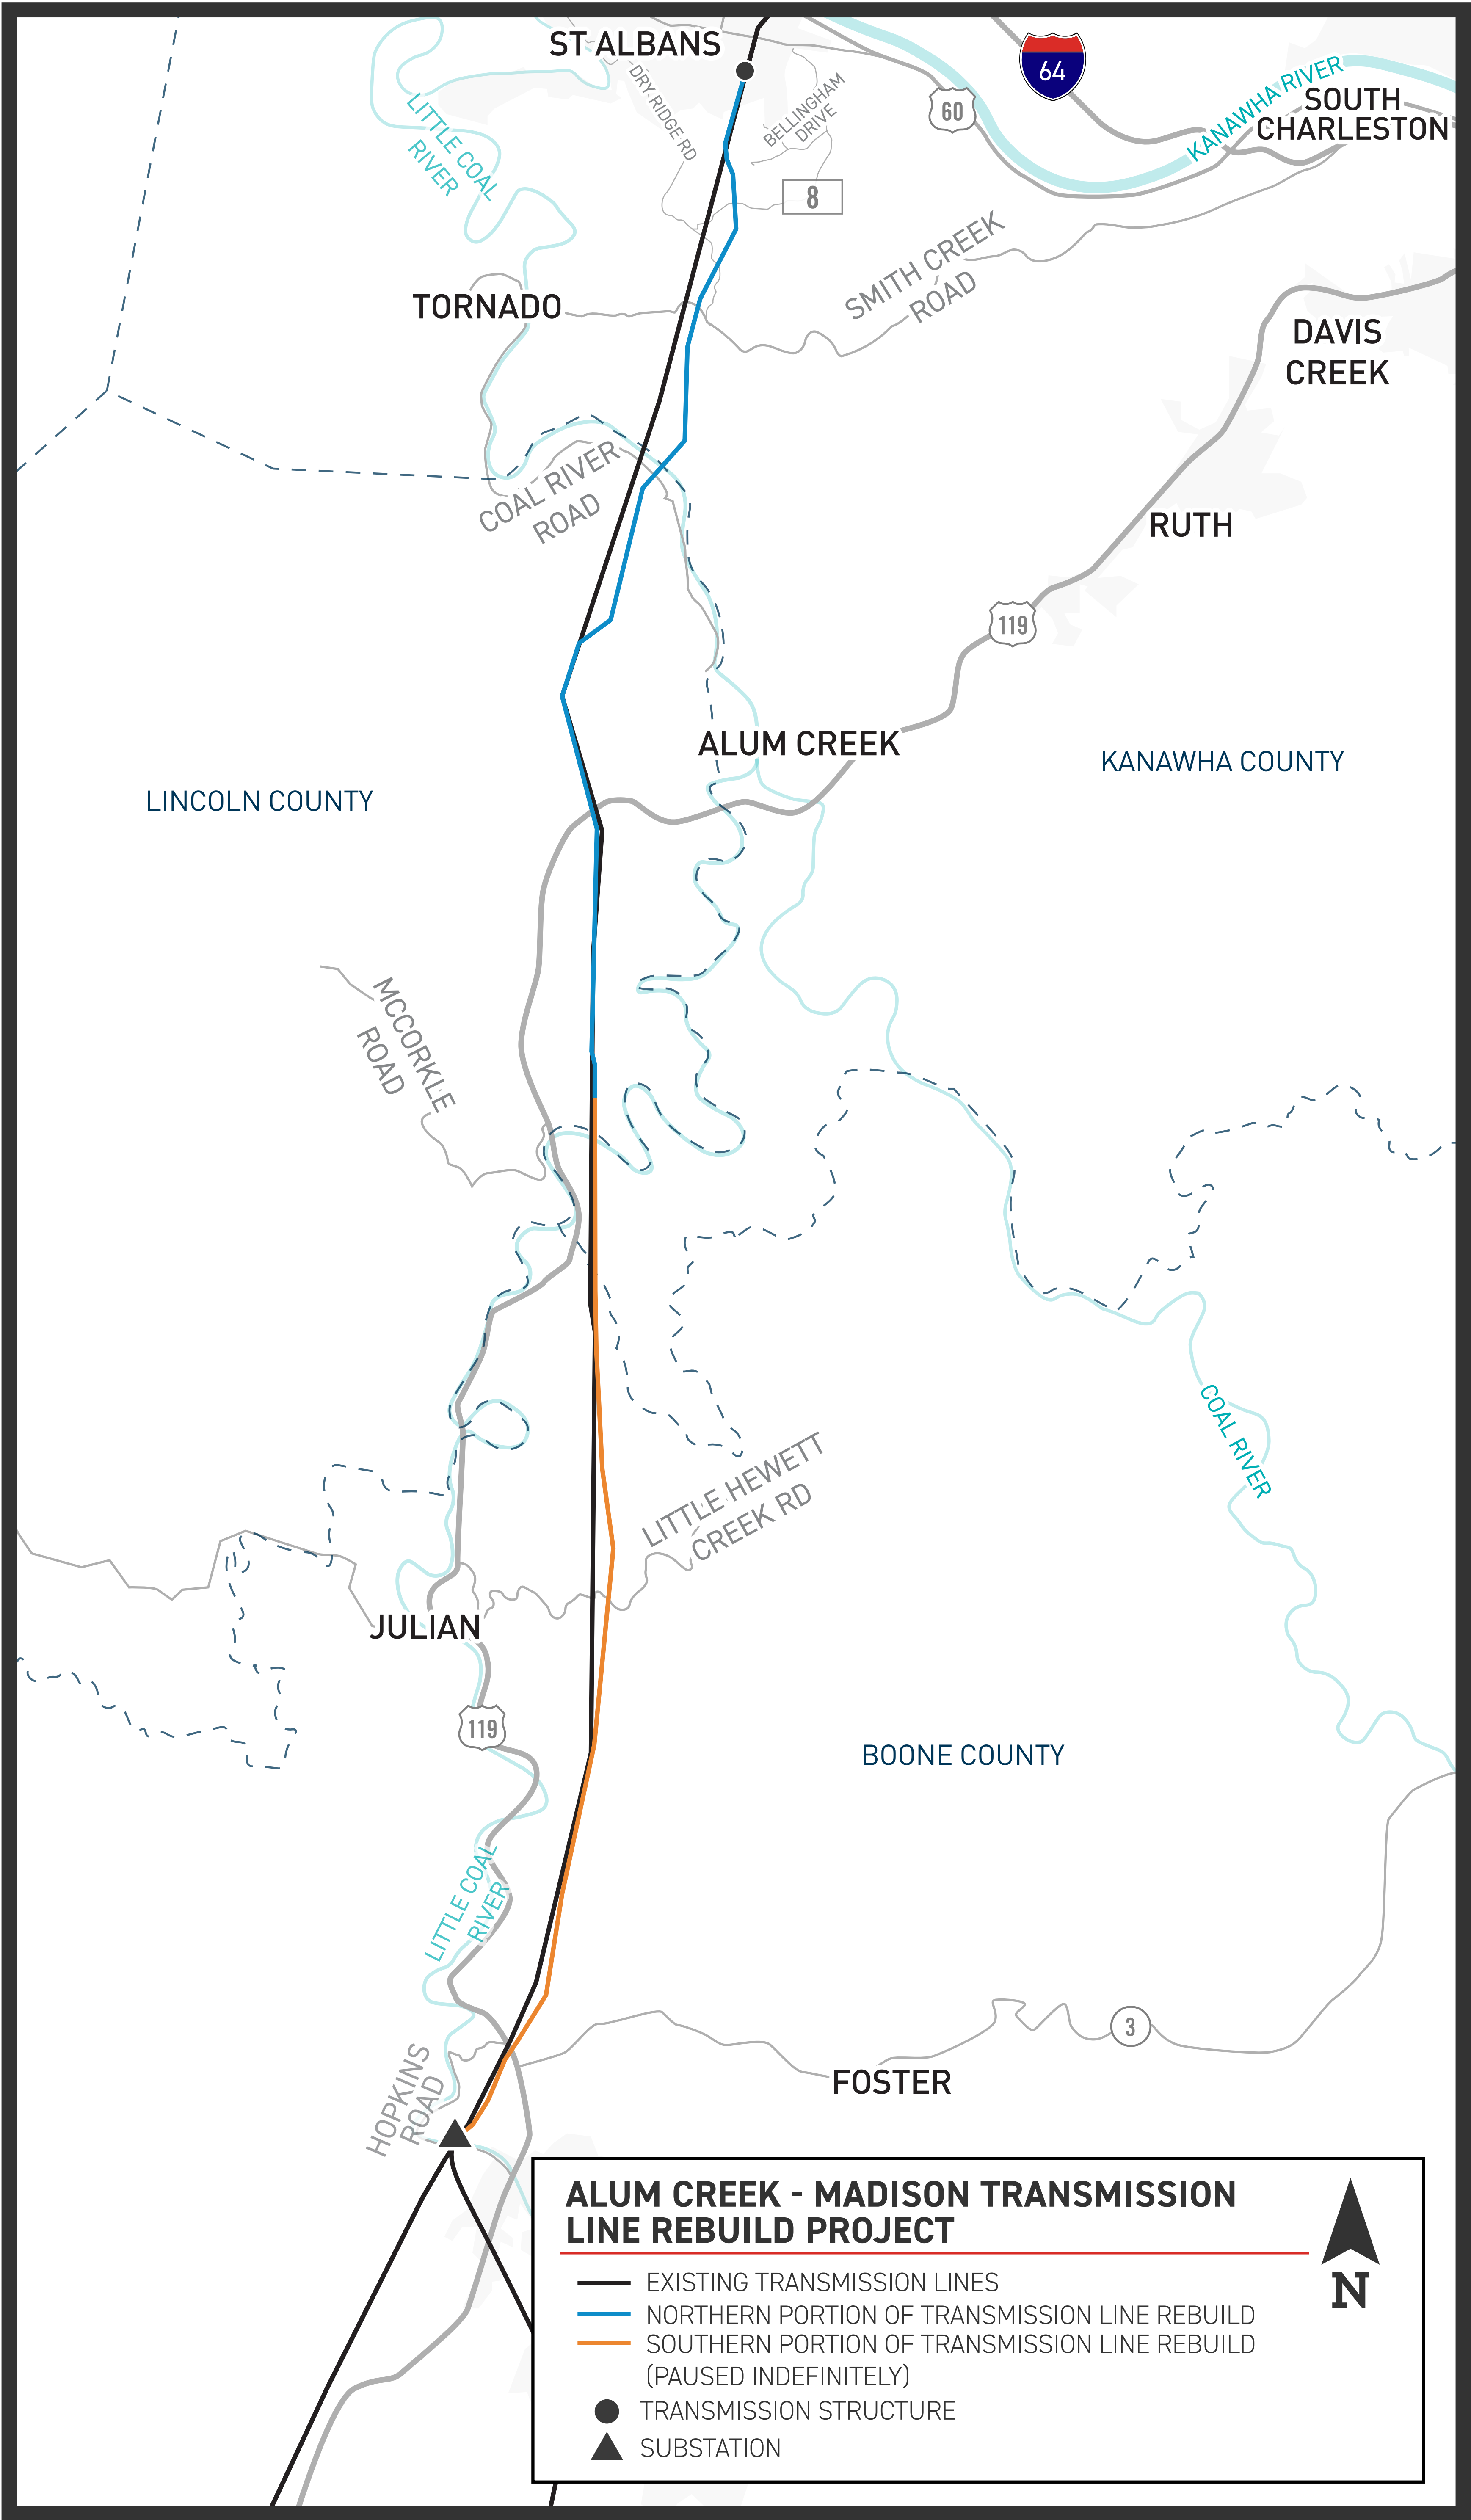 ST ALBANS
64
DRY RIDGE RD
BELLINGHAM
DRIVE
60
KANAWHA RIVER
SOUTH
CHARLESTON
LITTLE COAL
RIVER
8
SMITH CREEK
ROAD
TORNADO
DAVIS
CREEK
COAL RIVER
ROAD
RUTH
119
ALUM CREEK
KANAWHA COUNTY
LINCOLN COUNTY
MCCORKLE
ROAD
COAL RIVER
LITTLE HEWETT
CREEK RD
JULIAN
119
BOONE COUNTY
LITTLE COAL
RIVER
3
HOPKINS
ROAD
FOSTER
ALUM CREEK - MADISON TRANSMISSION
LINE REBUILD PROJECT
N
EXISTING TRANSMISSION LINES
NORTHERN PORTION OF TRANSMISSION LINE REBUILD
SOUTHERN PORTION OF TRANSMISSION LINE REBUILD
(PAUSED INDEFINITELY)
TRANSMISSION STRUCTURE
SUBSTATION